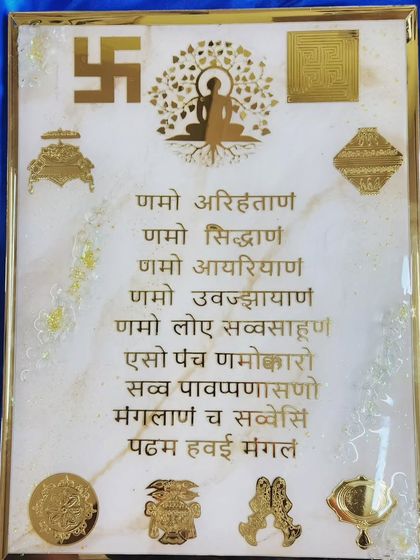 णमो अरिहंताणं
णमो सिद्धाणं
णमो आयरियाणं
णमो उवज्झायाणं
णमो लोए सव्वसाहूणं
एसो पंच णमोक्कारो
सव्व पावप्पणासणो
मंगलाणं च सव्वेसिं
पढम हवई मंगलं